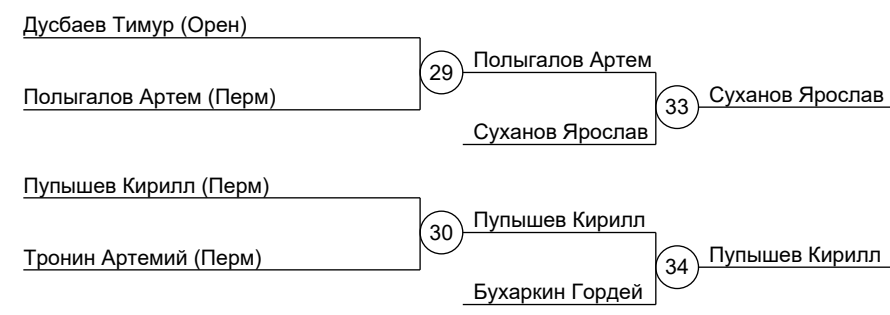 Дусбаев Тимур (Орен)
29
Полыгалов Артем
Полыгалов Артем (Перм)
33
Суханов Ярослав
Суханов Ярослав
Пупышев Кирилл (Перм)
30
Пупышев Кирилл
Тронин Артемий (Перм)
34
Пупышев Кирилл
Бухаркин Гордей